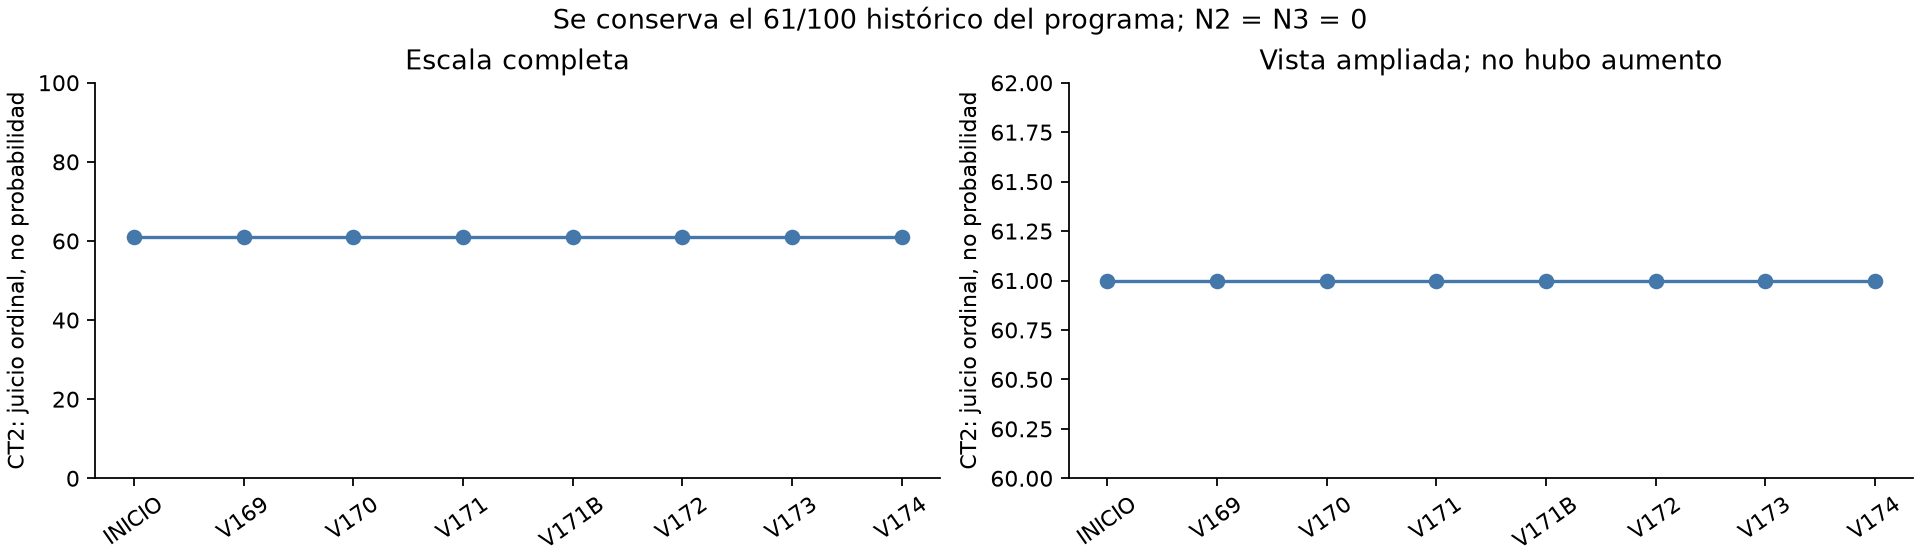 Se conserva el 61/100 histórico del programa; N2 = N3 = 0
Escala completa
CT2: juicio ordinal, no probabilidad
100
80
60
40
20
0
INICIO
V169
V170
V171
V171B
V172
V173
V174
Vista ampliada; no hubo aumento
CT2: juicio ordinal, no probabilidad
62.00
61.75
61.50
61.25
61.00
60.75
60.50
60.25
60.00
INICIO
V169
V170
V171
V171B
V172
V173
V174